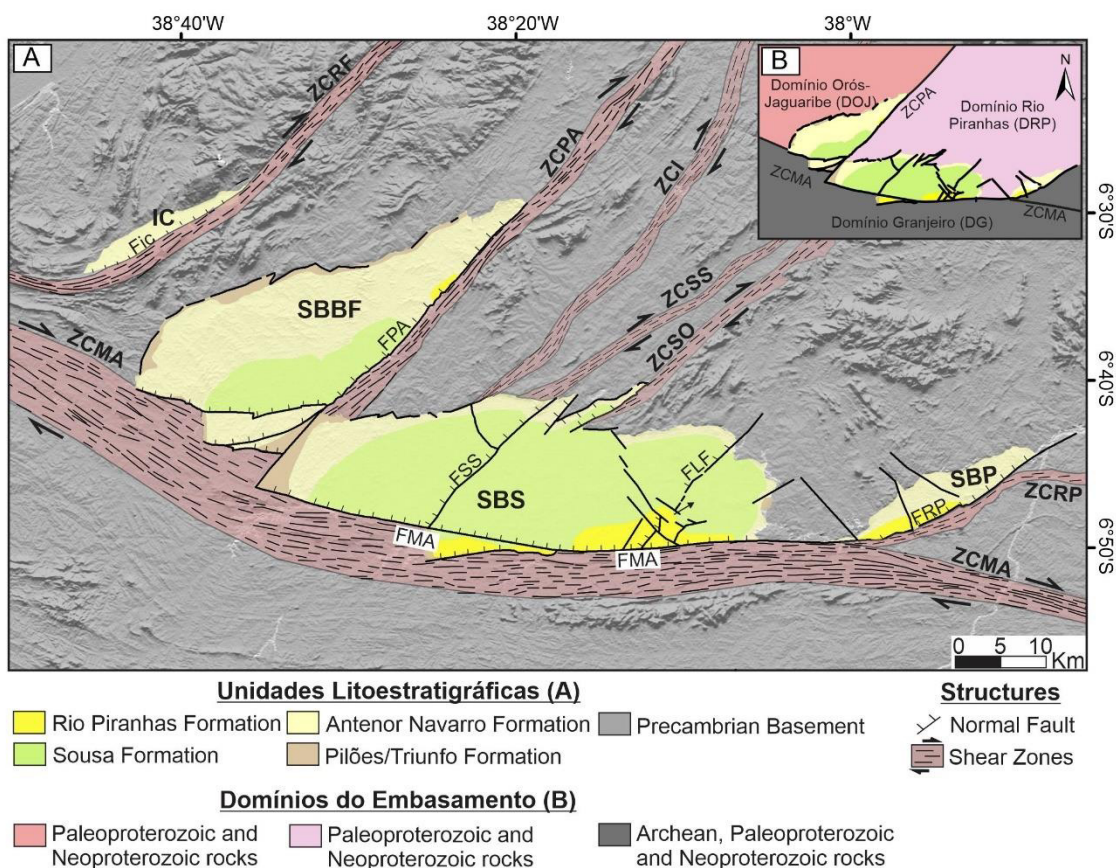 38°40'W
38°20'W
38°W
A
ZCRF
ZCPA
ZCI
ZCSS
ZCSO
IC
Fic
SBBF
FPA
ZCMA
FSS
SBS
FLF
FMA
FMA
SBP
FRP
ZCRP
ZCMA
B
N
Domínio Orós-
Jaguaribe (DOJ)
ZCPA
Domínio Rio
Piranhas (DRP)
ZCMA
ZCMA
Domínio Granjeiro (DG)
6°30'S
6°40'S
6°50'S
0 5 10
Km
Unidades Litoestratigráficas (A)
Rio Piranhas Formation
Antenor Navarro Formation
Precambrian Basement
Sousa Formation
Pilões/Triunfo Formation
Structures
Normal Fault
Shear Zones
Domínios do Embasamento (B)
Paleoproterozoic and
Neoproterozoic rocks
Paleoproterozoic and
Neoproterozoic rocks
Archean, Paleoproterozoic
and Neoproterozoic rocks